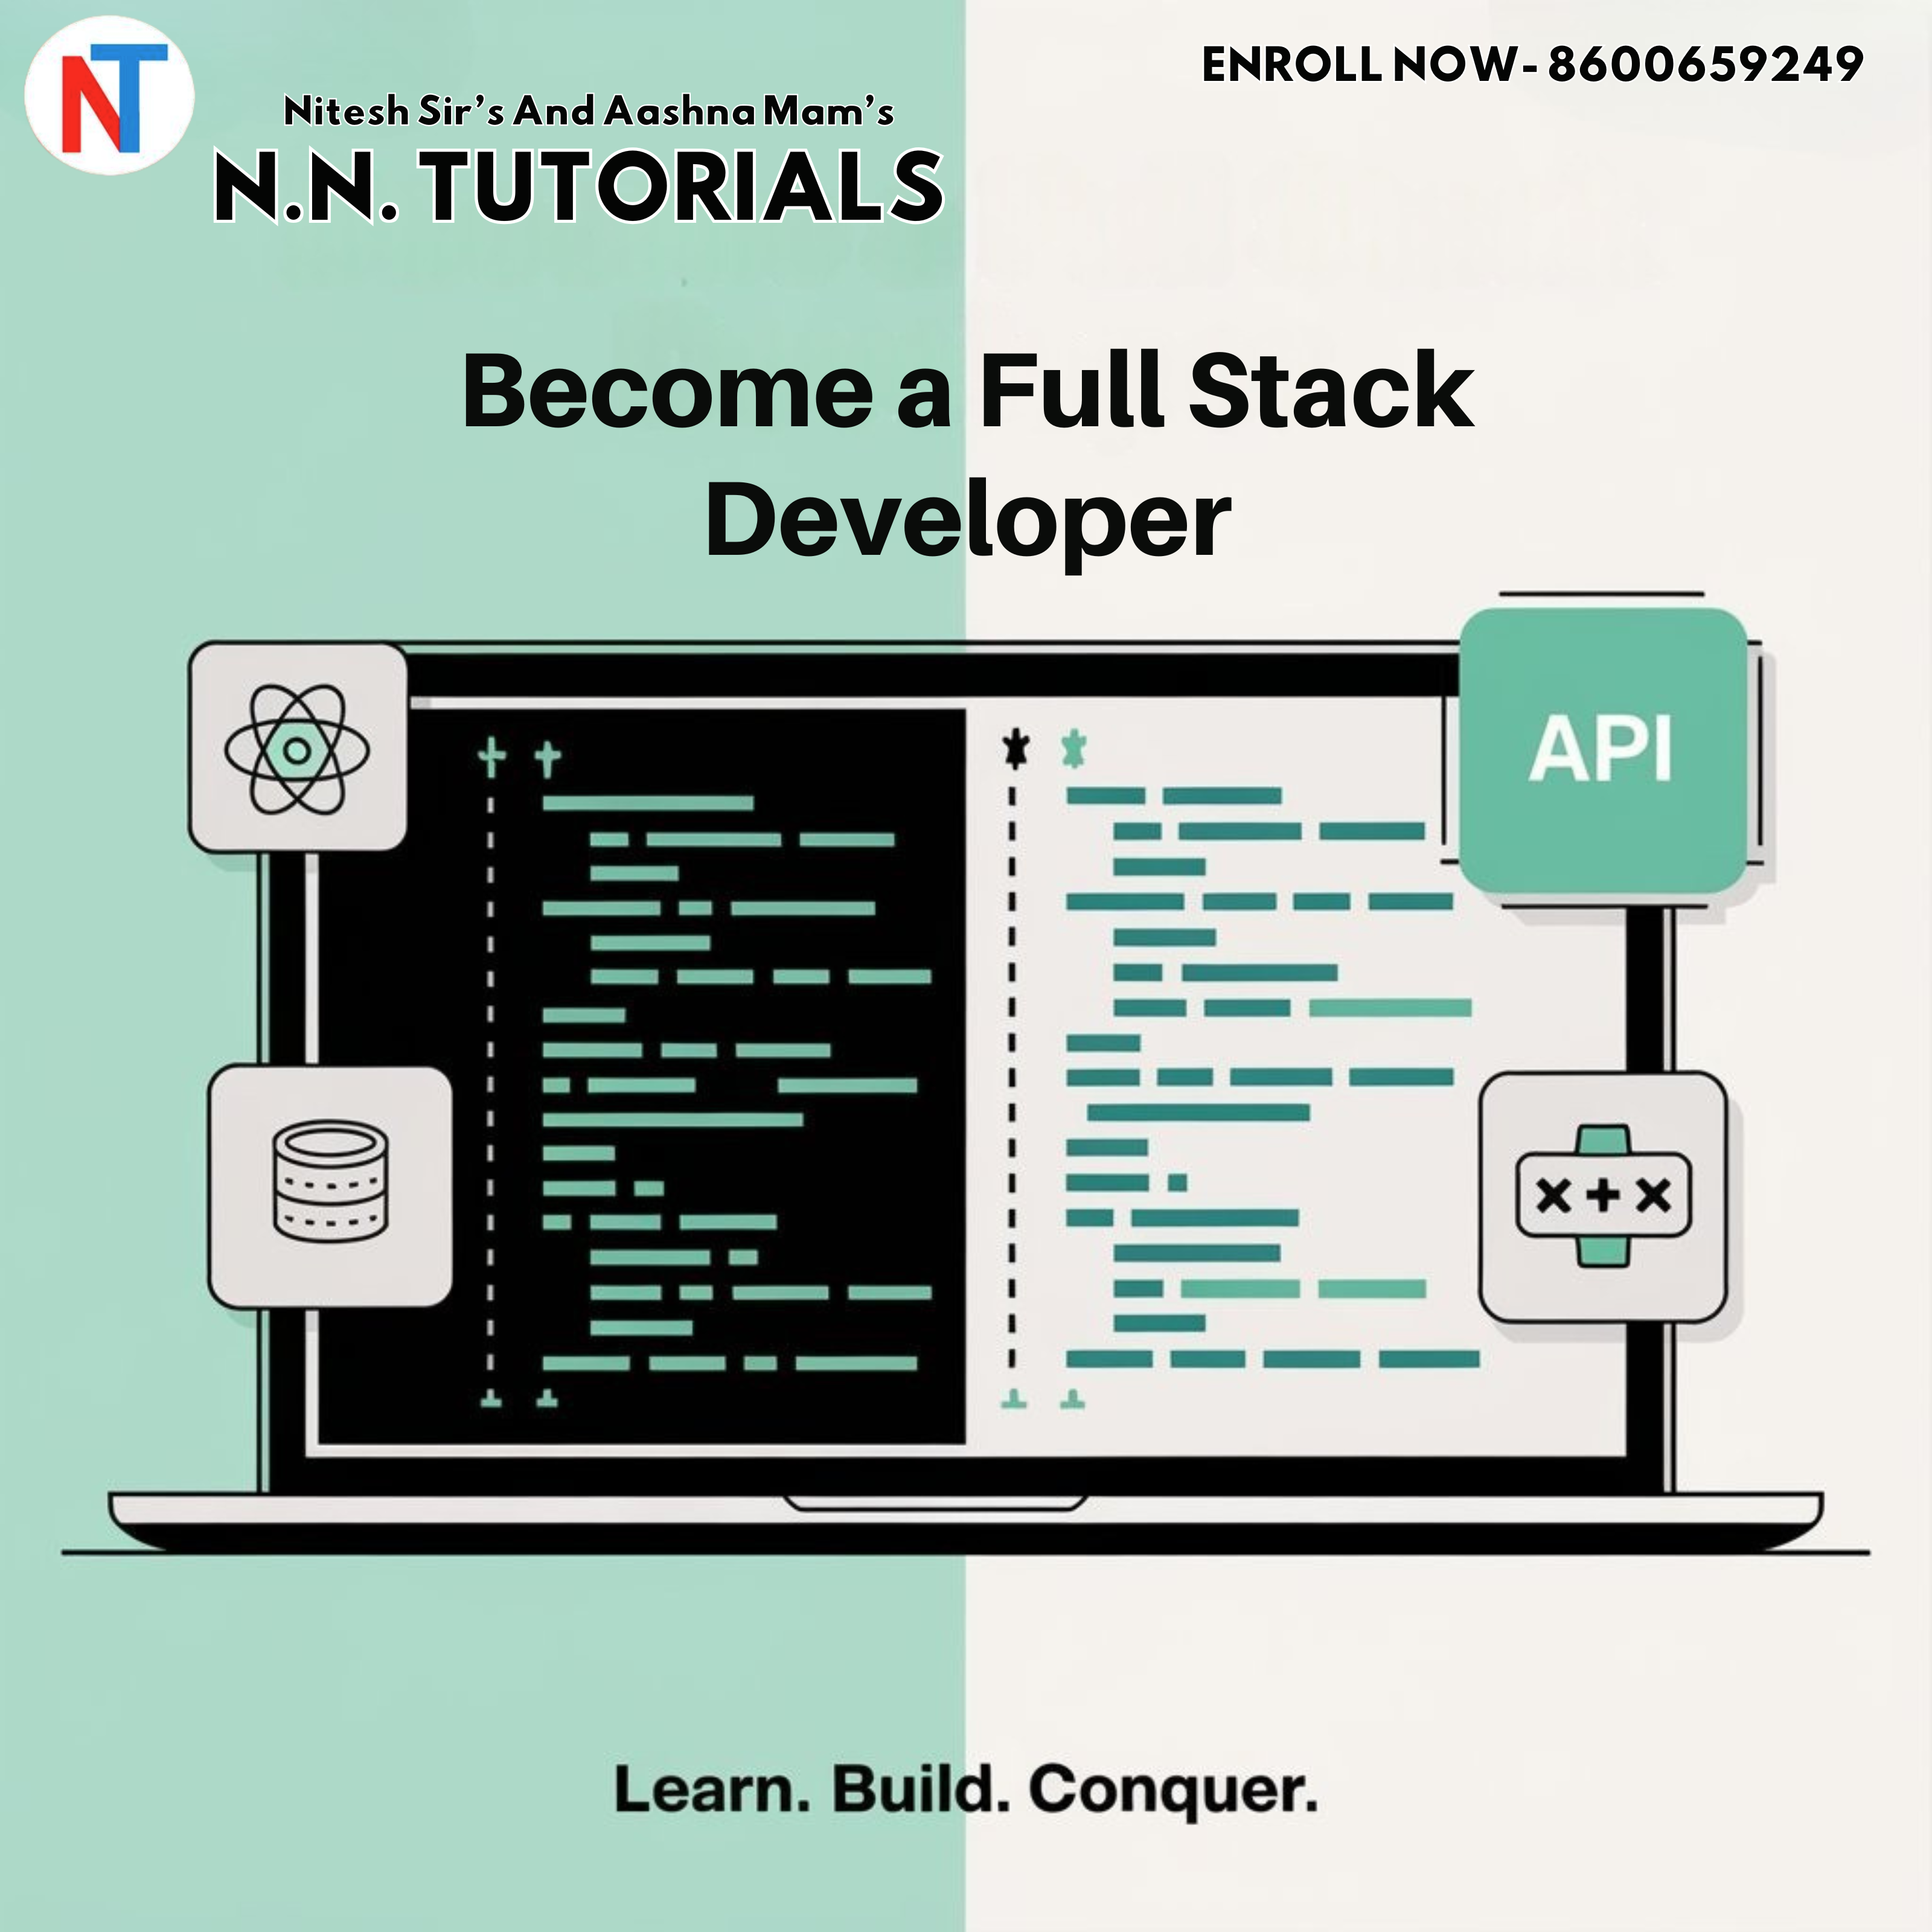 NT
ENROLL NOW- 8600659249
Nitesh Sir's And Aashna Mam's
N.N. TUTORIALS
Become a Full Stack
Developer
API
×+×
Learn. Build. Conquer.